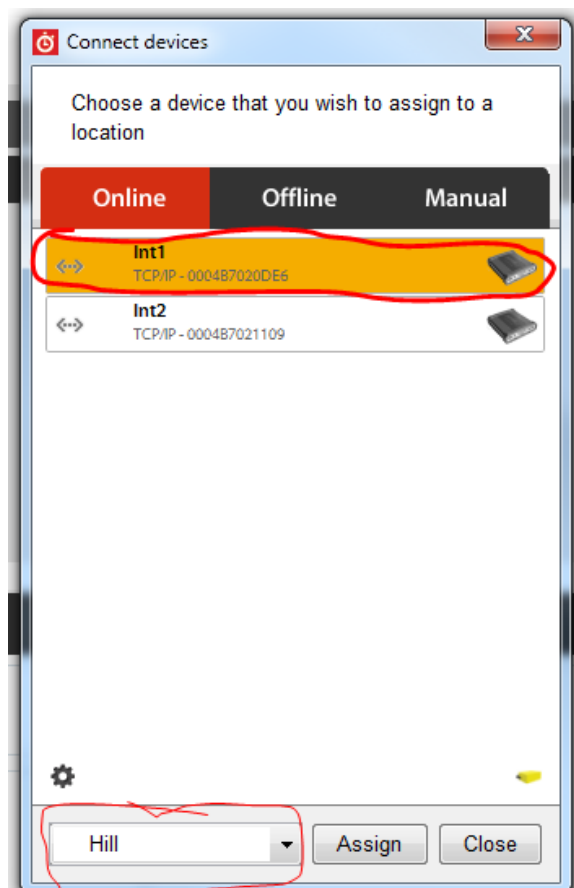 Connect devices
Choose a device that you wish to assign to a
location
Online Offline Manual
Int1
TCP/IP - 0004B7020DE6
Int2
TCP/IP - 0004B7021109
Hill Assign Close